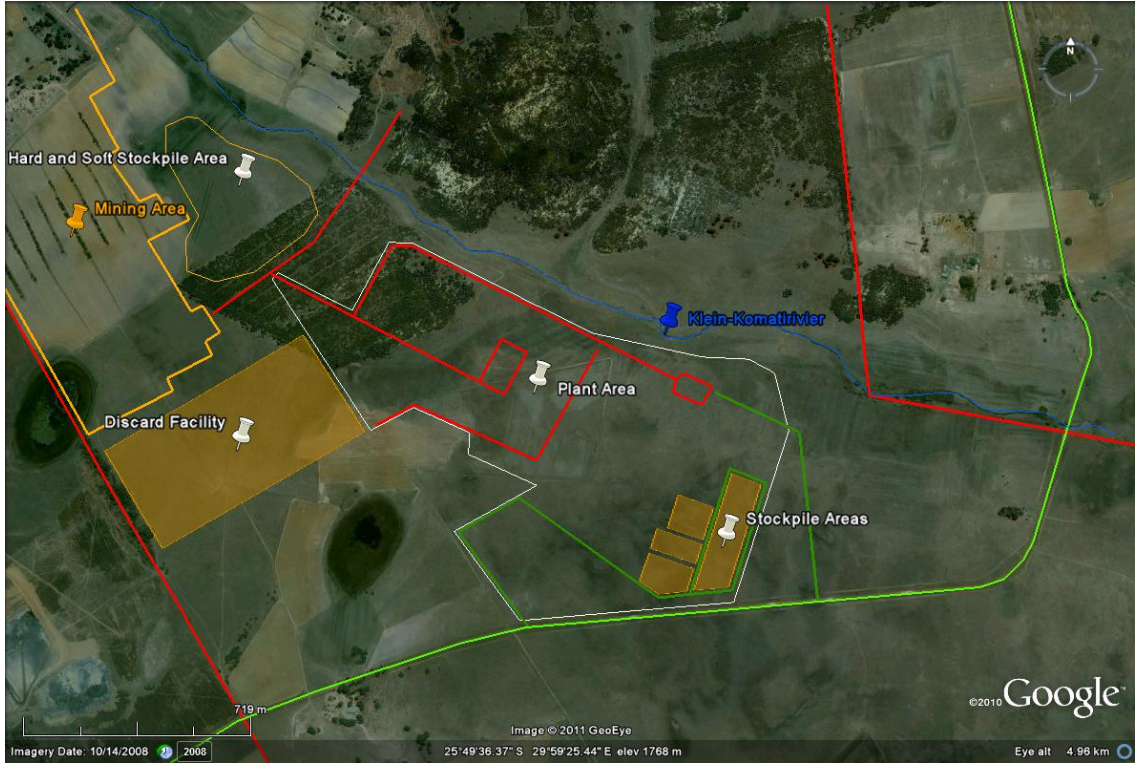 N
Hard and Soft Stockpile Area
Mining Area
Klein-Komatirivier
Plant Area
Discard Facility
Stockpile Areas
©2010 Google™
719 m
Image © 2011 GeoEye
Imagery Date: 10/14/2008 2008 25°49'36.37" S 29°59'25.44" E elev 1768 m Eye alt 4.96 km